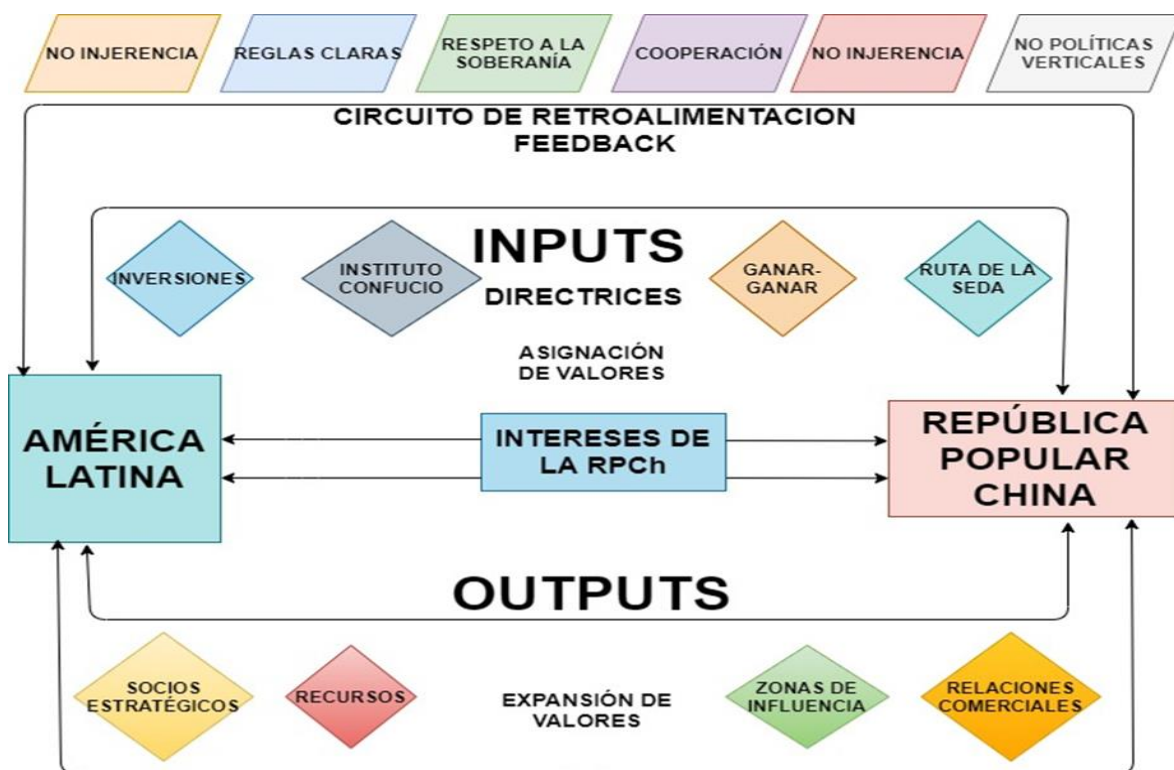 NO INJERENCIA
REGLAS CLARAS
RESPETO A LA
SOBERANÍA
COOPERACIÓN
NO INJERENCIA
NO POLÍTICAS
VERTICALES
CIRCUITO DE RETROALIMENTACION
FEEDBACK
INPUTS
DIRECTRICES
INVERSIONES
INSTITUTO
CONFUCIO
GANAR-
GANAR
RUTA DE LA
SEDA
ASIGNACIÓN
DE VALORES
AMÉRICA
LATINA
INTERESES DE
LA RPCh
REPÚBLICA
POPULAR
CHINA
OUTPUTS
SOCIOS
ESTRATÉGICOS
RECURSOS
EXPANSIÓN DE
VALORES
ZONAS DE
INFLUENCIA
RELACIONES
COMERCIALES